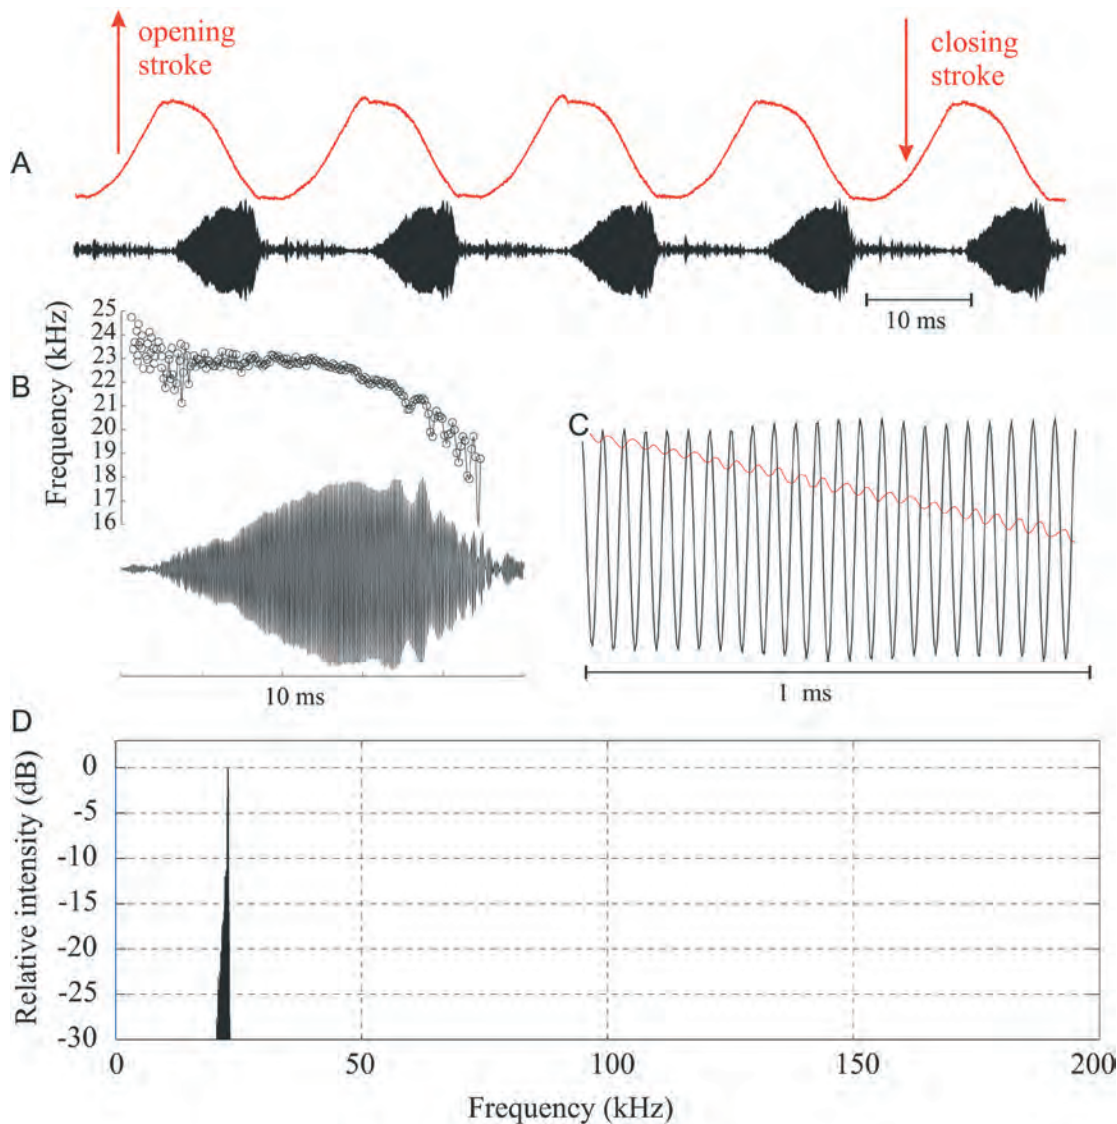 opening
stroke
closing
stroke
A
10 ms
B
Frequency (kHz)
25
24
23
22
21
20
19
18
17
16
10 ms
C
1 ms
D
Relative intensity (dB)
0
-5
-10
-15
-20
-25
-30
0
50
100
150
200
Frequency (kHz)